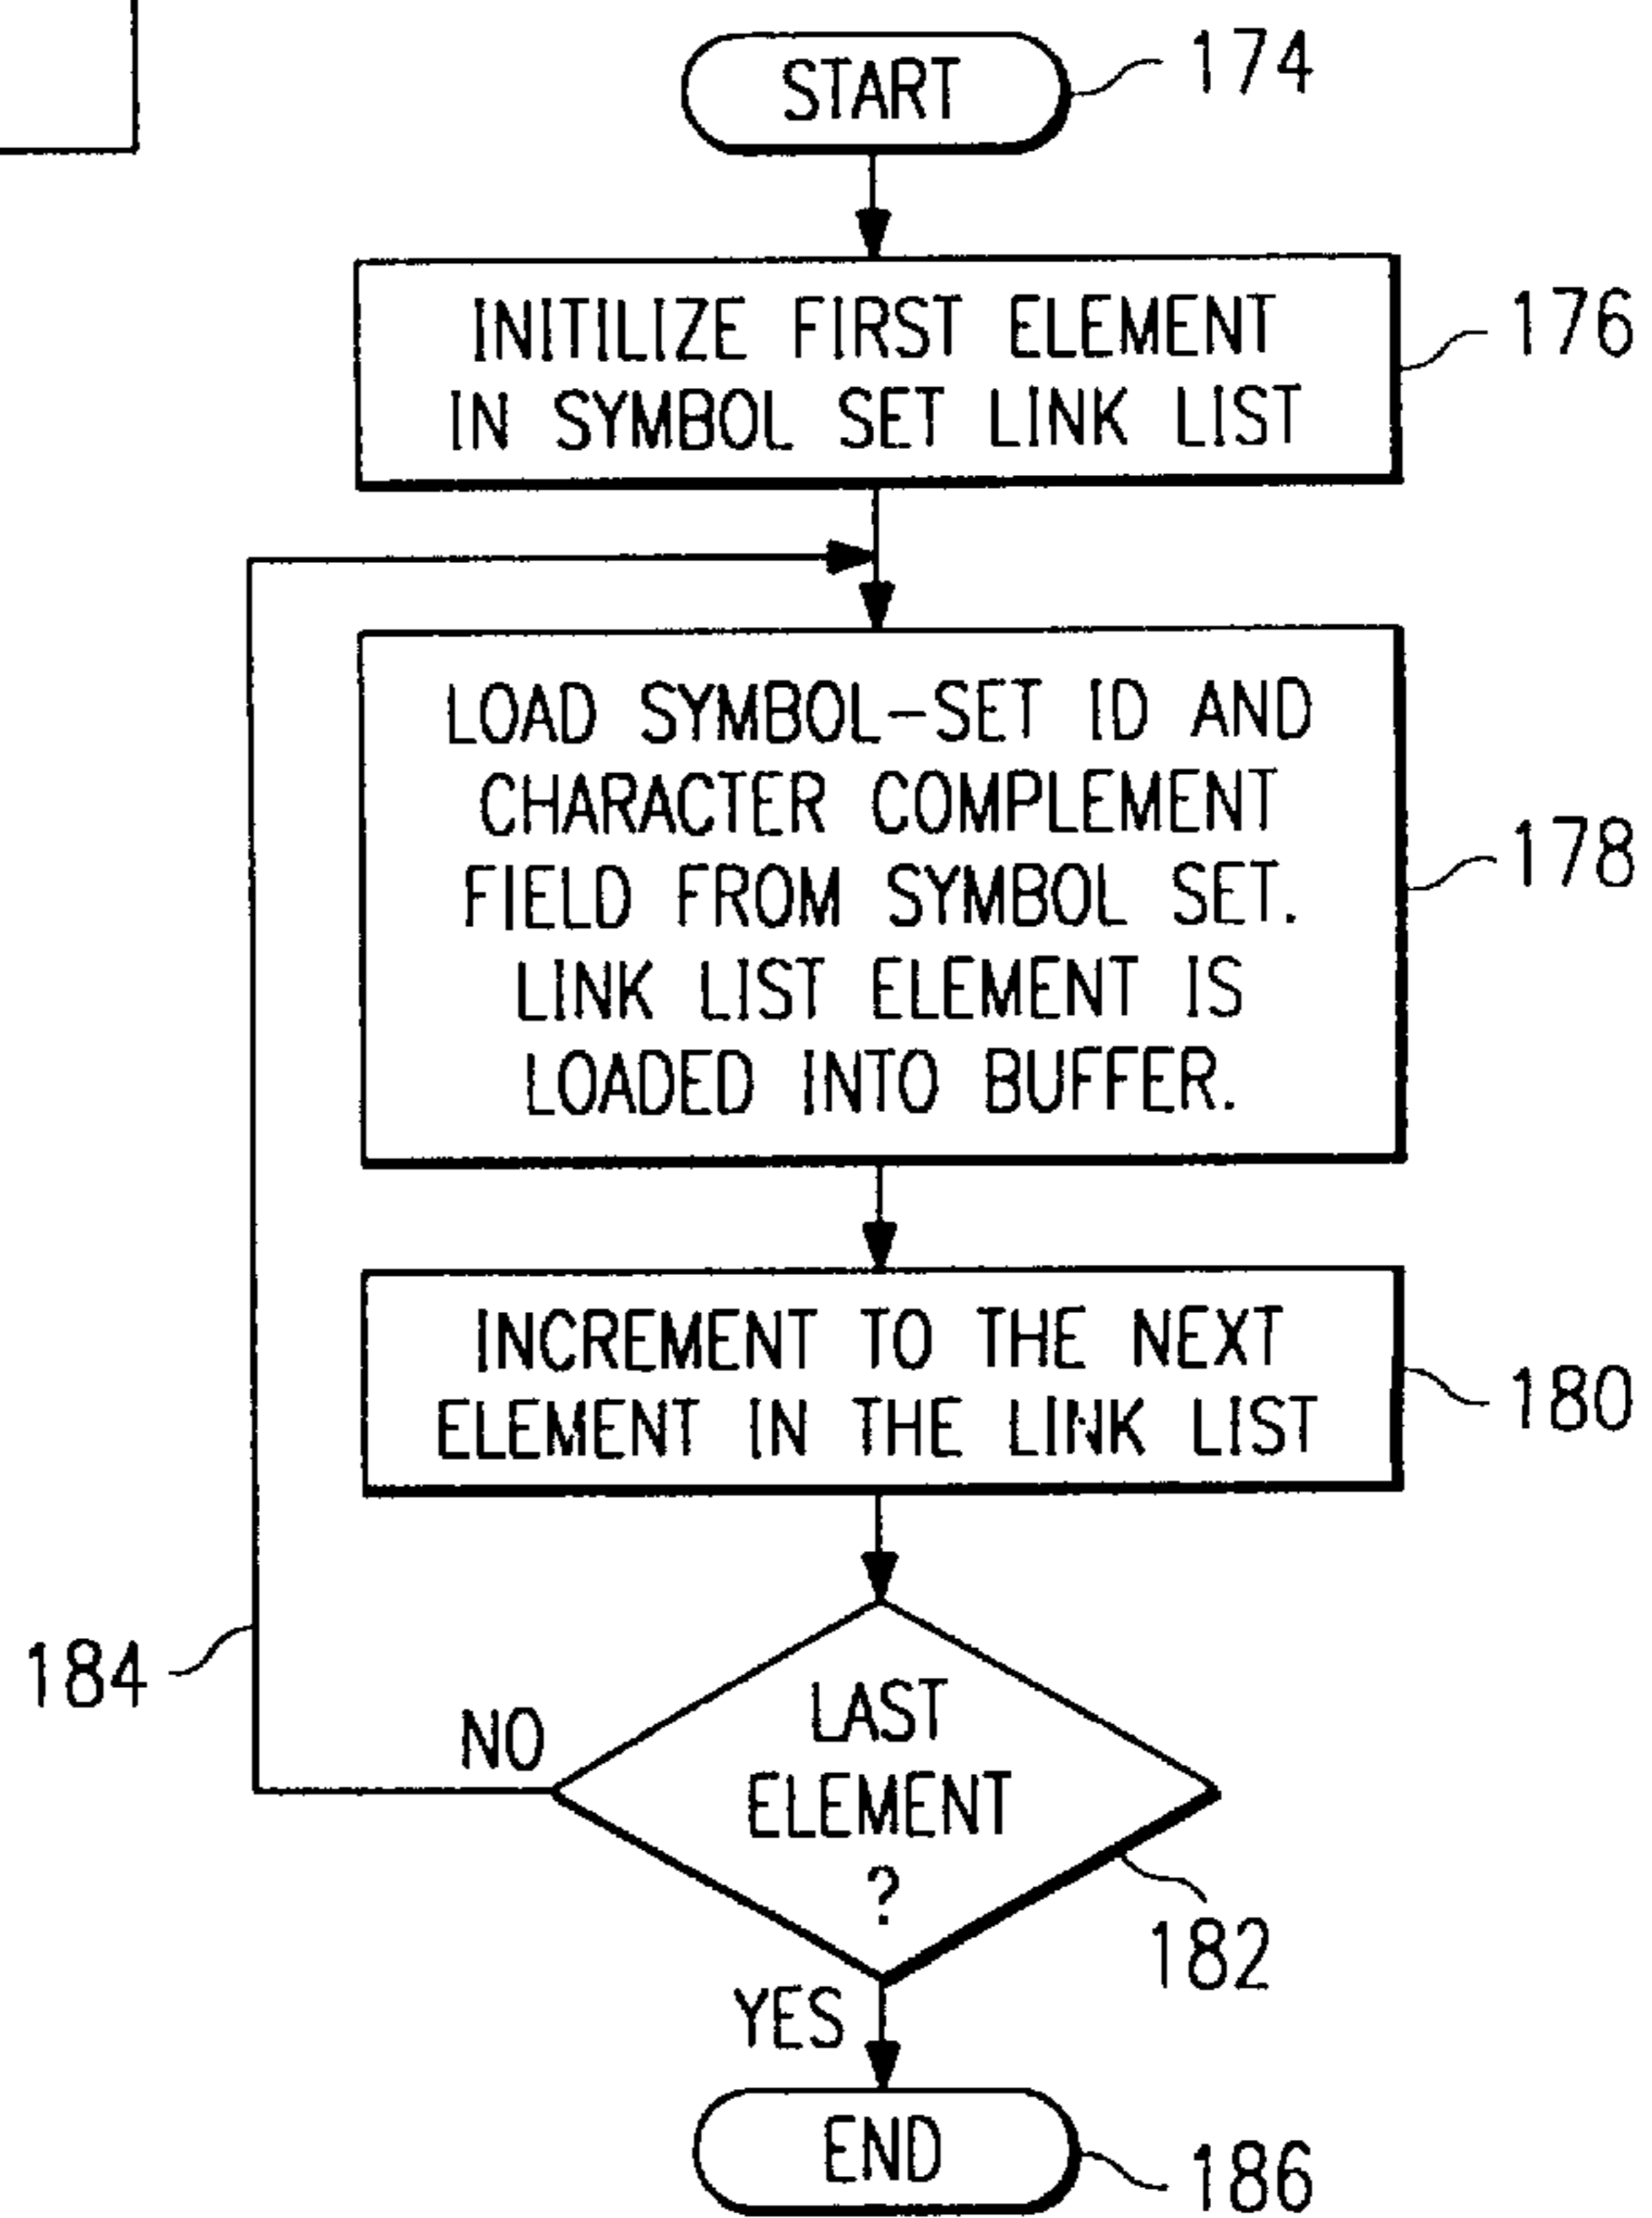 START
174
INITILIZE FIRST ELEMENT
IN SYMBOL SET LINK LIST
176
LOAD SYMBOL-SET ID AND
CHARACTER COMPLEMENT
FIELD FROM SYMBOL SET.
LINK LIST ELEMENT IS
LOADED INTO BUFFER.
178
INCREMENT TO THE NEXT
ELEMENT IN THE LINK LIST
180
184
NO
LAST
ELEMENT
?
182
YES
END
186